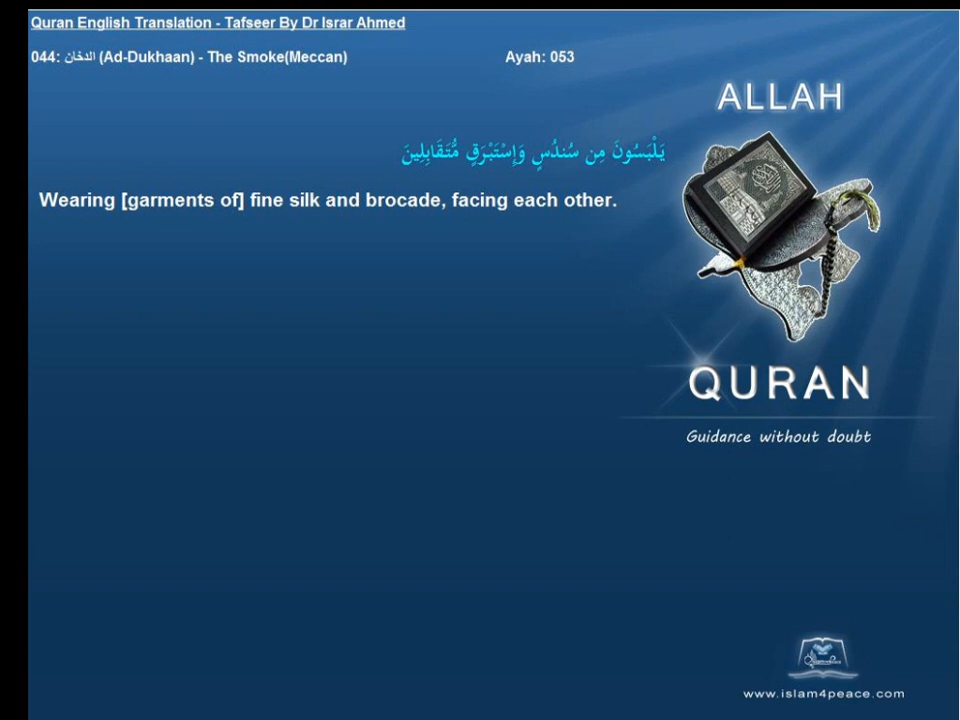 Quran English Translation - Tafseer By Dr Israr Ahmed
044: الدخان (Ad-Dukhaan) - The Smoke(Meccan) Ayah: 053
ALLAH
يَلْبَسُونَ مِن سُندُسٍ وَإِسْتَبْرَقٍ مُّتَقَابِلِينَ
Wearing [garments of] fine silk and brocade, facing each other.
QURAN
Guidance without doubt
www.islam4peace.com